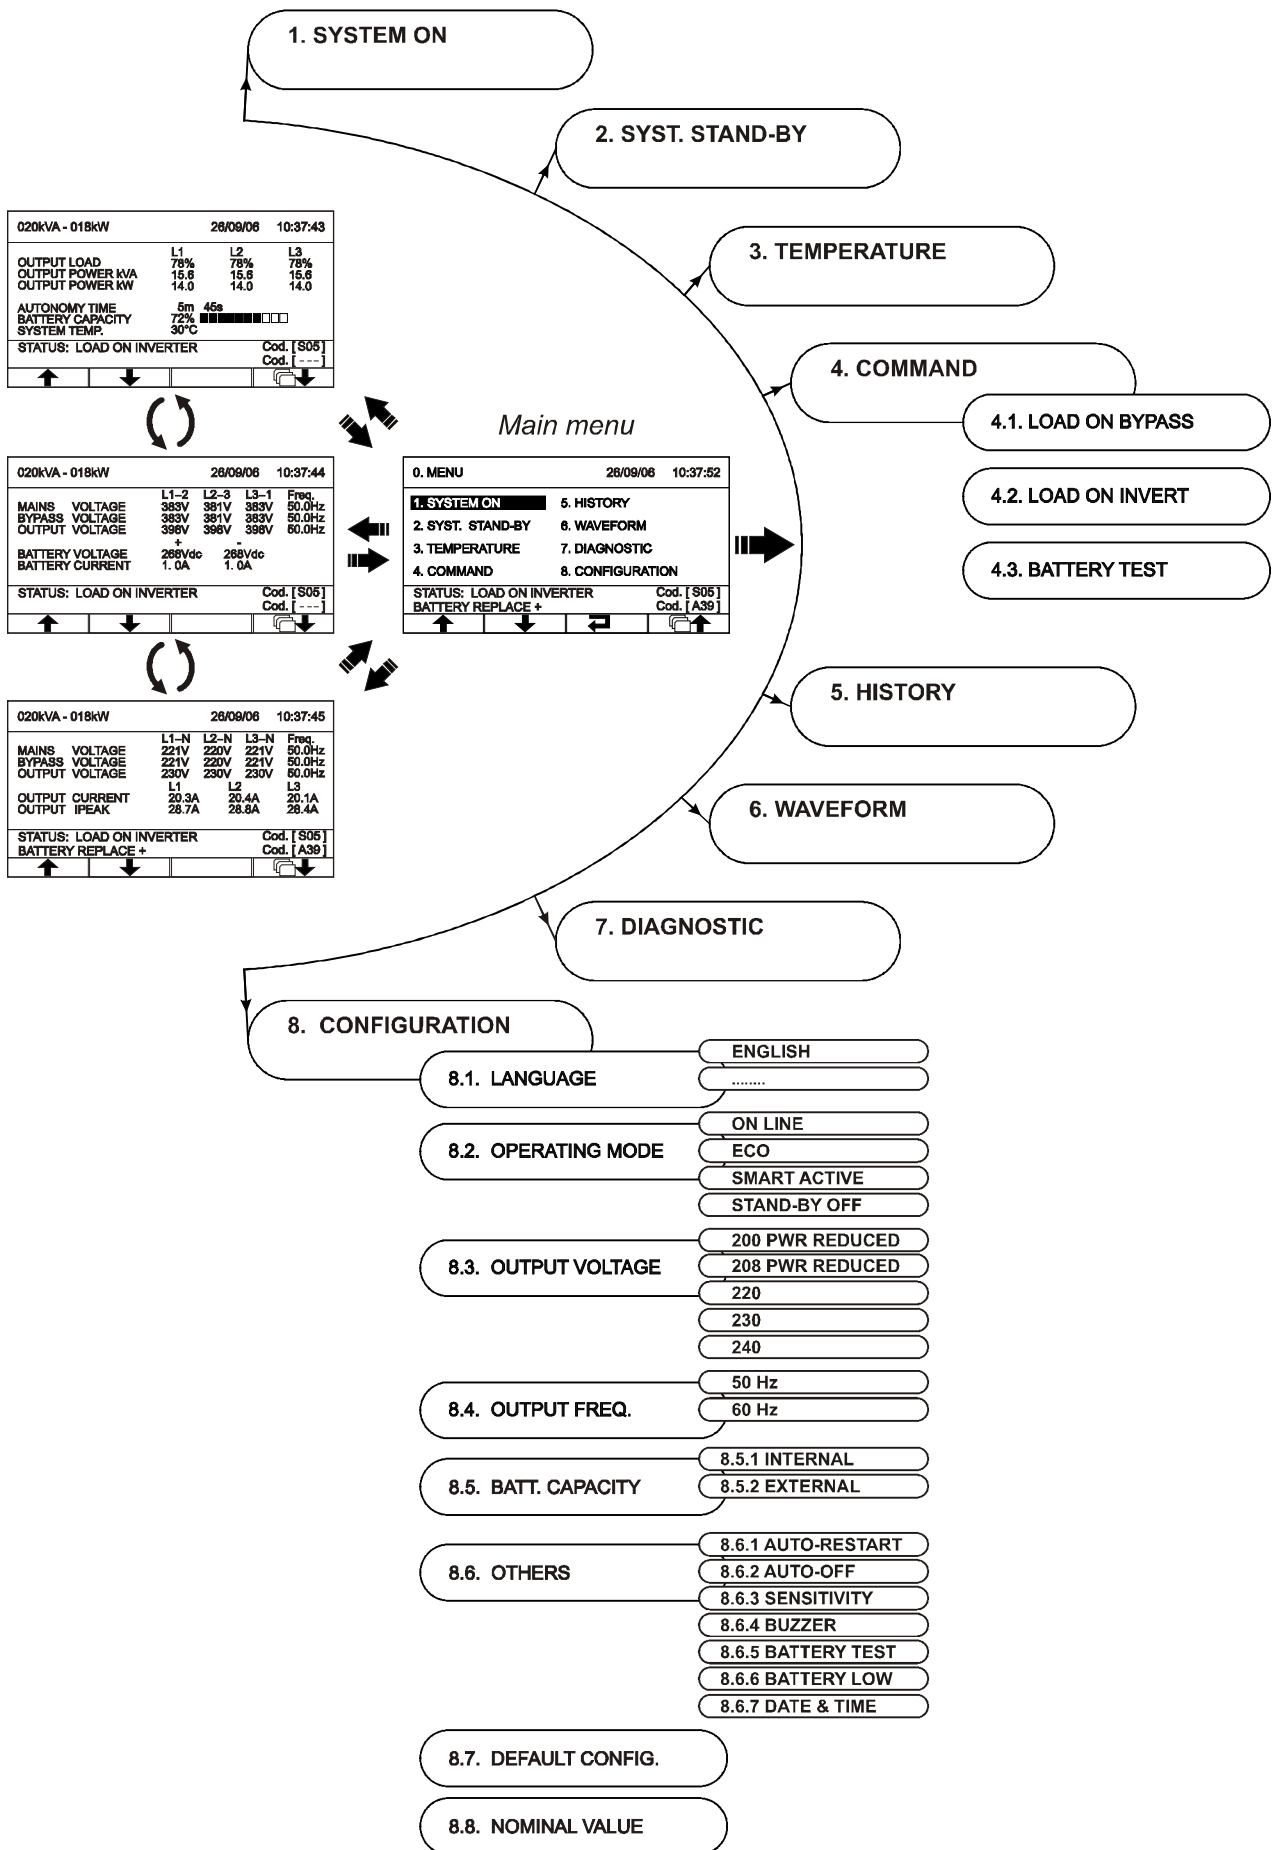 1. SYSTEM ON
2. SYST. STAND-BY
3. TEMPERATURE
4. COMMAND
4.1. LOAD ON BYPASS
4.2. LOAD ON INVERT
4.3. BATTERY TEST
020kVA - 018kW 26/09/06 10:37:43
L1 L2 L3
OUTPUT LOAD 78% 78% 78%
OUTPUT POWER kVA 15.6 15.6 15.6
OUTPUT POWER kW 14.0 14.0 14.0
AUTONOMY TIME 5m 45s
BATTERY CAPACITY 72%
SYSTEM TEMP. 30°C
STATUS: LOAD ON INVERTER Cod. [S05]
Cod. [---]
020kVA - 018kW 26/09/06 10:37:44
L1-2 L2-3 L3-1 Freq.
MAINS VOLTAGE 383V 381V 383V 50.0Hz
BYPASS VOLTAGE 383V 381V 383V 50.0Hz
OUTPUT VOLTAGE 398V 398V 398V 50.0Hz
+ -
BATTERY VOLTAGE 268Vdc 268Vdc
BATTERY CURRENT 1. 0A 1. 0A
STATUS: LOAD ON INVERTER Cod. [S05]
Cod. [---]
020kVA - 018kW 26/09/06 10:37:45
L1-N L2-N L3-N Freq.
MAINS VOLTAGE 221V 220V 221V 50.0Hz
BYPASS VOLTAGE 221V 220V 221V 50.0Hz
OUTPUT VOLTAGE 230V 230V 230V 50.0Hz
L1 L2 L3
OUTPUT CURRENT 20.3A 20.4A 20.1A
OUTPUT IPEAK 28.7A 28.8A 28.4A
STATUS: LOAD ON INVERTER Cod. [S05]
BATTERY REPLACE + Cod. [A39]
Main menu
0. MENU 26/09/06 10:37:52
1. SYSTEM ON 5. HISTORY
2. SYST. STAND-BY 6. WAVEFORM
3. TEMPERATURE 7. DIAGNOSTIC
4. COMMAND 8. CONFIGURATION
STATUS: LOAD ON INVERTER Cod. [S05]
BATTERY REPLACE + Cod. [A39]
5. HISTORY
6. WAVEFORM
7. DIAGNOSTIC
8. CONFIGURATION
8.1. LANGUAGE
ENGLISH
........
8.2. OPERATING MODE
ON LINE
ECO
SMART ACTIVE
STAND-BY OFF
8.3. OUTPUT VOLTAGE
200 PWR REDUCED
208 PWR REDUCED
220
230
240
8.4. OUTPUT FREQ.
50 Hz
60 Hz
8.5. BATT. CAPACITY
8.5.1 INTERNAL
8.5.2 EXTERNAL
8.6. OTHERS
8.6.1 AUTO-RESTART
8.6.2 AUTO-OFF
8.6.3 SENSITIVITY
8.6.4 BUZZER
8.6.5 BATTERY TEST
8.6.6 BATTERY LOW
8.6.7 DATE & TIME
8.7. DEFAULT CONFIG.
8.8. NOMINAL VALUE